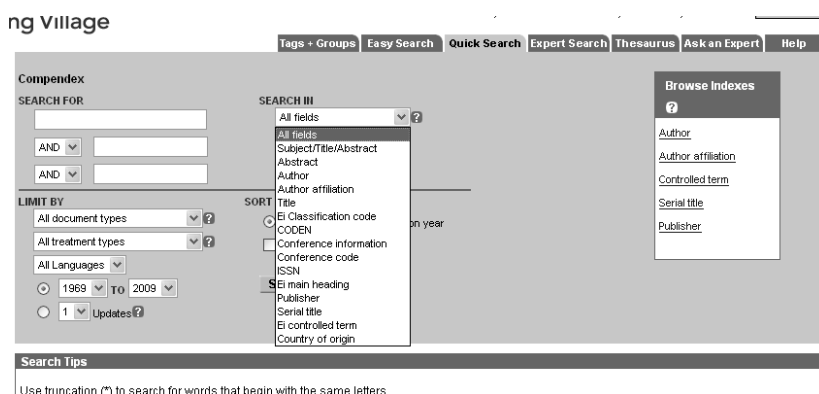 ng Village
Tags + Groups Easy Search Quick Search Expert Search Thesaurus Ask an Expert Help
Compendex
SEARCH FOR
AND
AND
SEARCH IN
All fields ?
All fields
Subject/Title/Abstract
Abstract
Author
Author affiliation
Title
Ei Classification code
CODEN
Conference information
Conference code
ISSN
Ei main heading
Publisher
Serial title
Ei controlled term
Country of origin
LIMIT BY
All document types ?
All treatment types ?
All Languages
1969 TO 2009
1 Updates ?
SORT
on year
S
Browse Indexes
?
Author
Author affiliation
Controlled term
Serial title
Publisher
Search Tips
Use truncation (*) to search for words that begin with the same letters